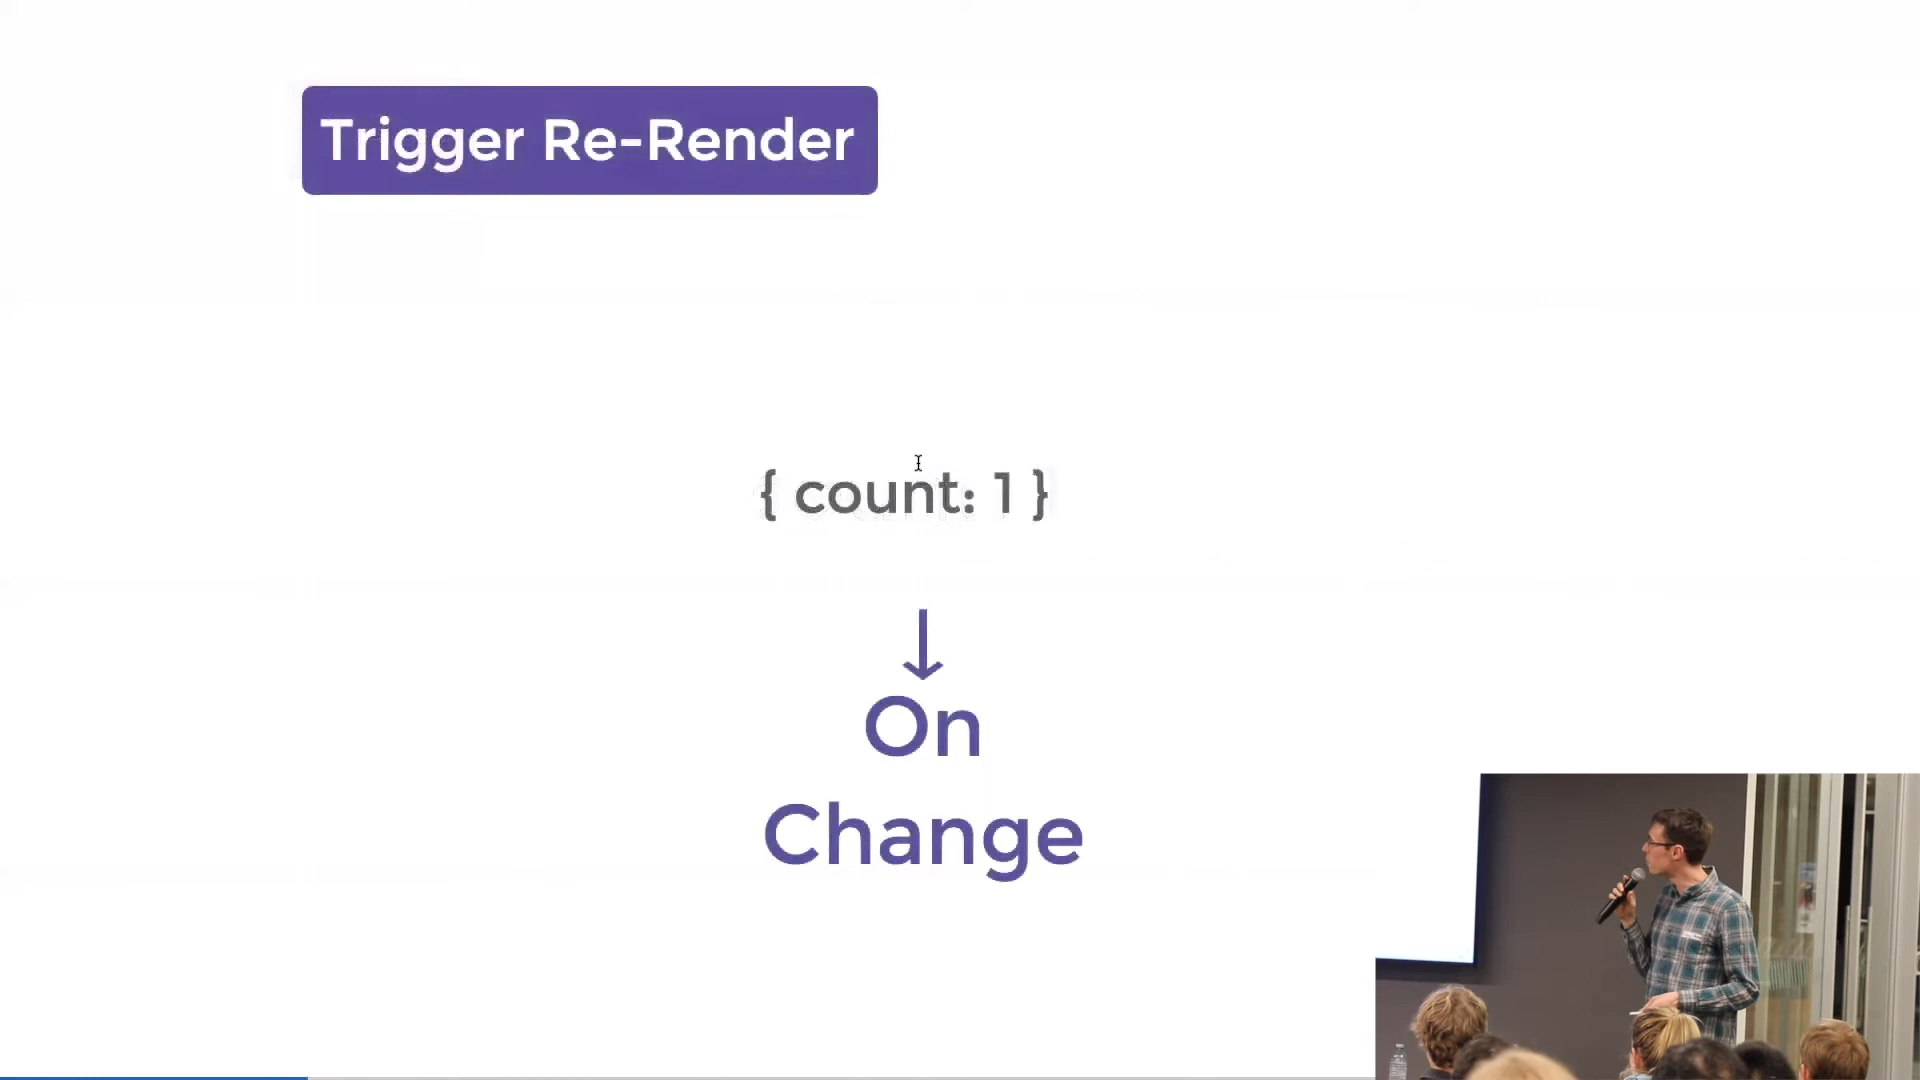 Trigger Re-Render
{ count: 1 }
↓
On
Change